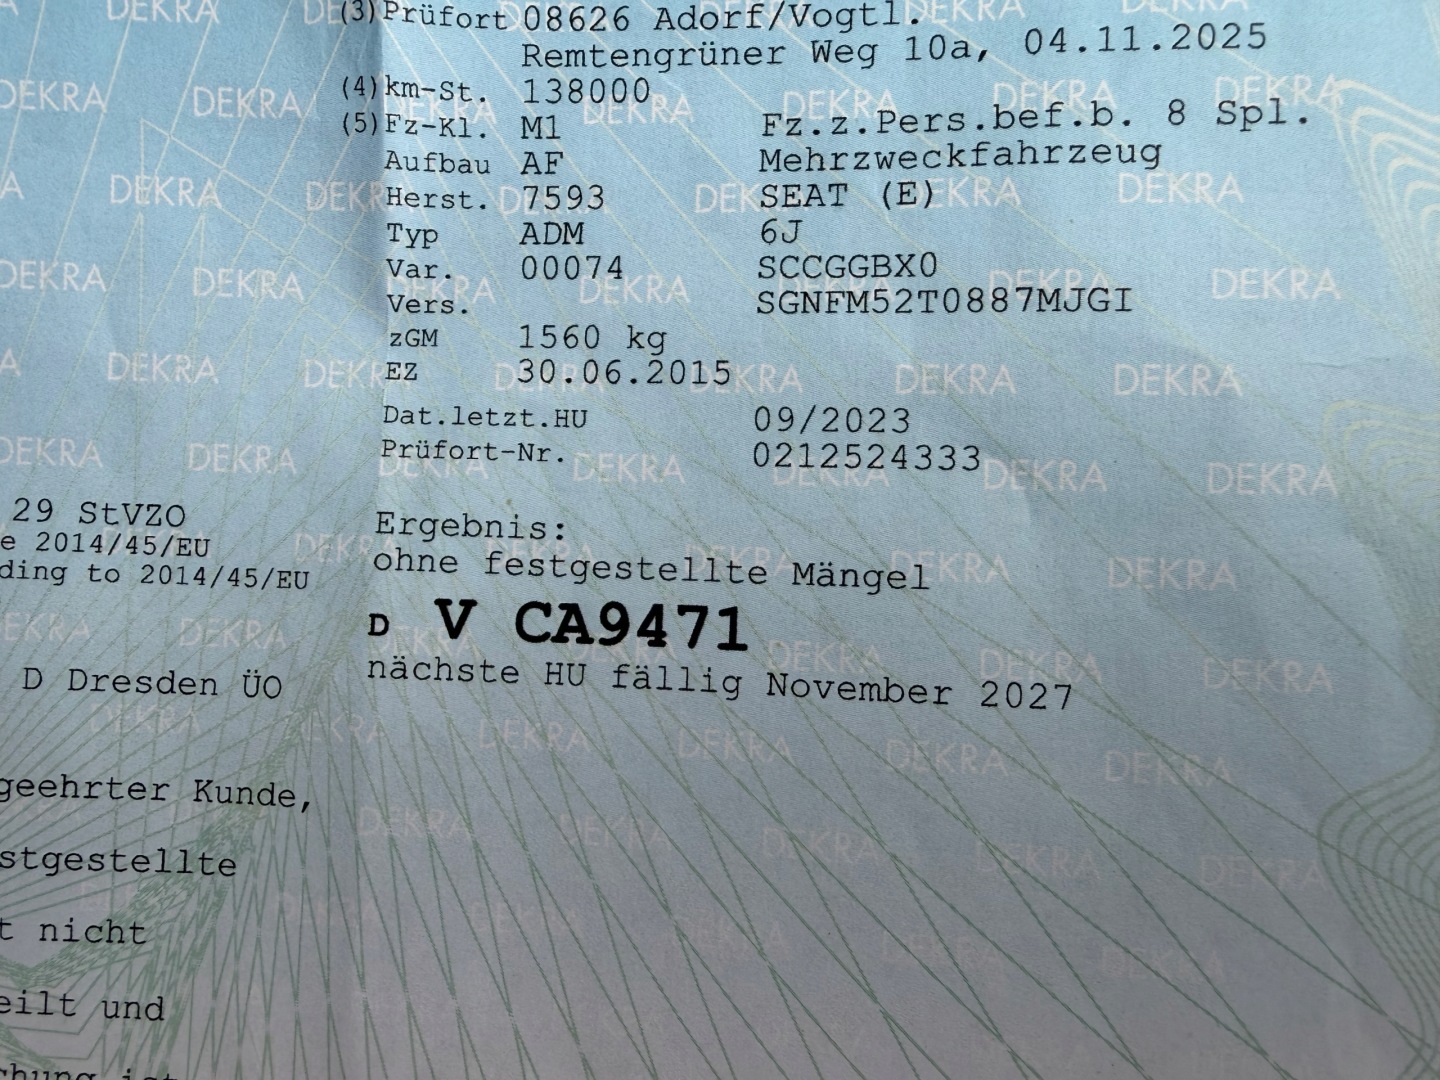 (3) Prüfort 08626 Adorf/Vogtl.
Remtengrüner Weg 10a, 04.11.2025
(4) km-St. 138000
(5) Fz-Kl. M1 Fz.z.Pers.bef.b. 8 Spl.
Aufbau AF Mehrzweckfahrzeug
Herst. 7593 SEAT (E)
Typ ADM 6J
Var. 00074 SCCGGBX0
Vers. SGNFM52T0887MJGI
zGM 1560 kg
EZ 30.06.2015
Dat.letzt.HU 09/2023
Prüfort-Nr. 0212524333
29 StVZO
e 2014/45/EU
ding to 2014/45/EU
Ergebnis:
ohne festgestellte Mängel
D V CA9471
nächste HU fällig November 2027
D Dresden ÜO
geehrter Kunde,
stgestellte
t nicht
eilt und
DEKRA